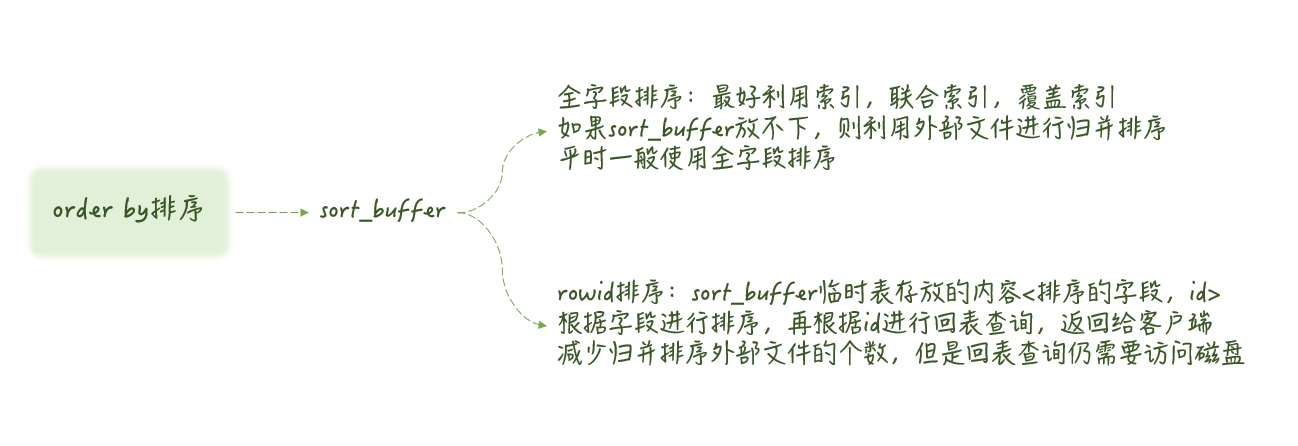 order by排序
sort_buffer
全字段排序：最好利用索引，联合索引，覆盖索引
如果sort_buffer放不下，则利用外部文件进行归并排序
平时一般使用全字段排序
rowid排序：sort_buffer临时表存放的内容<排序的字段，id>
根据字段进行排序，再根据id进行回表查询，返回给客户端
减少归并排序外部文件的个数，但是回表查询仍需要访问磁盘